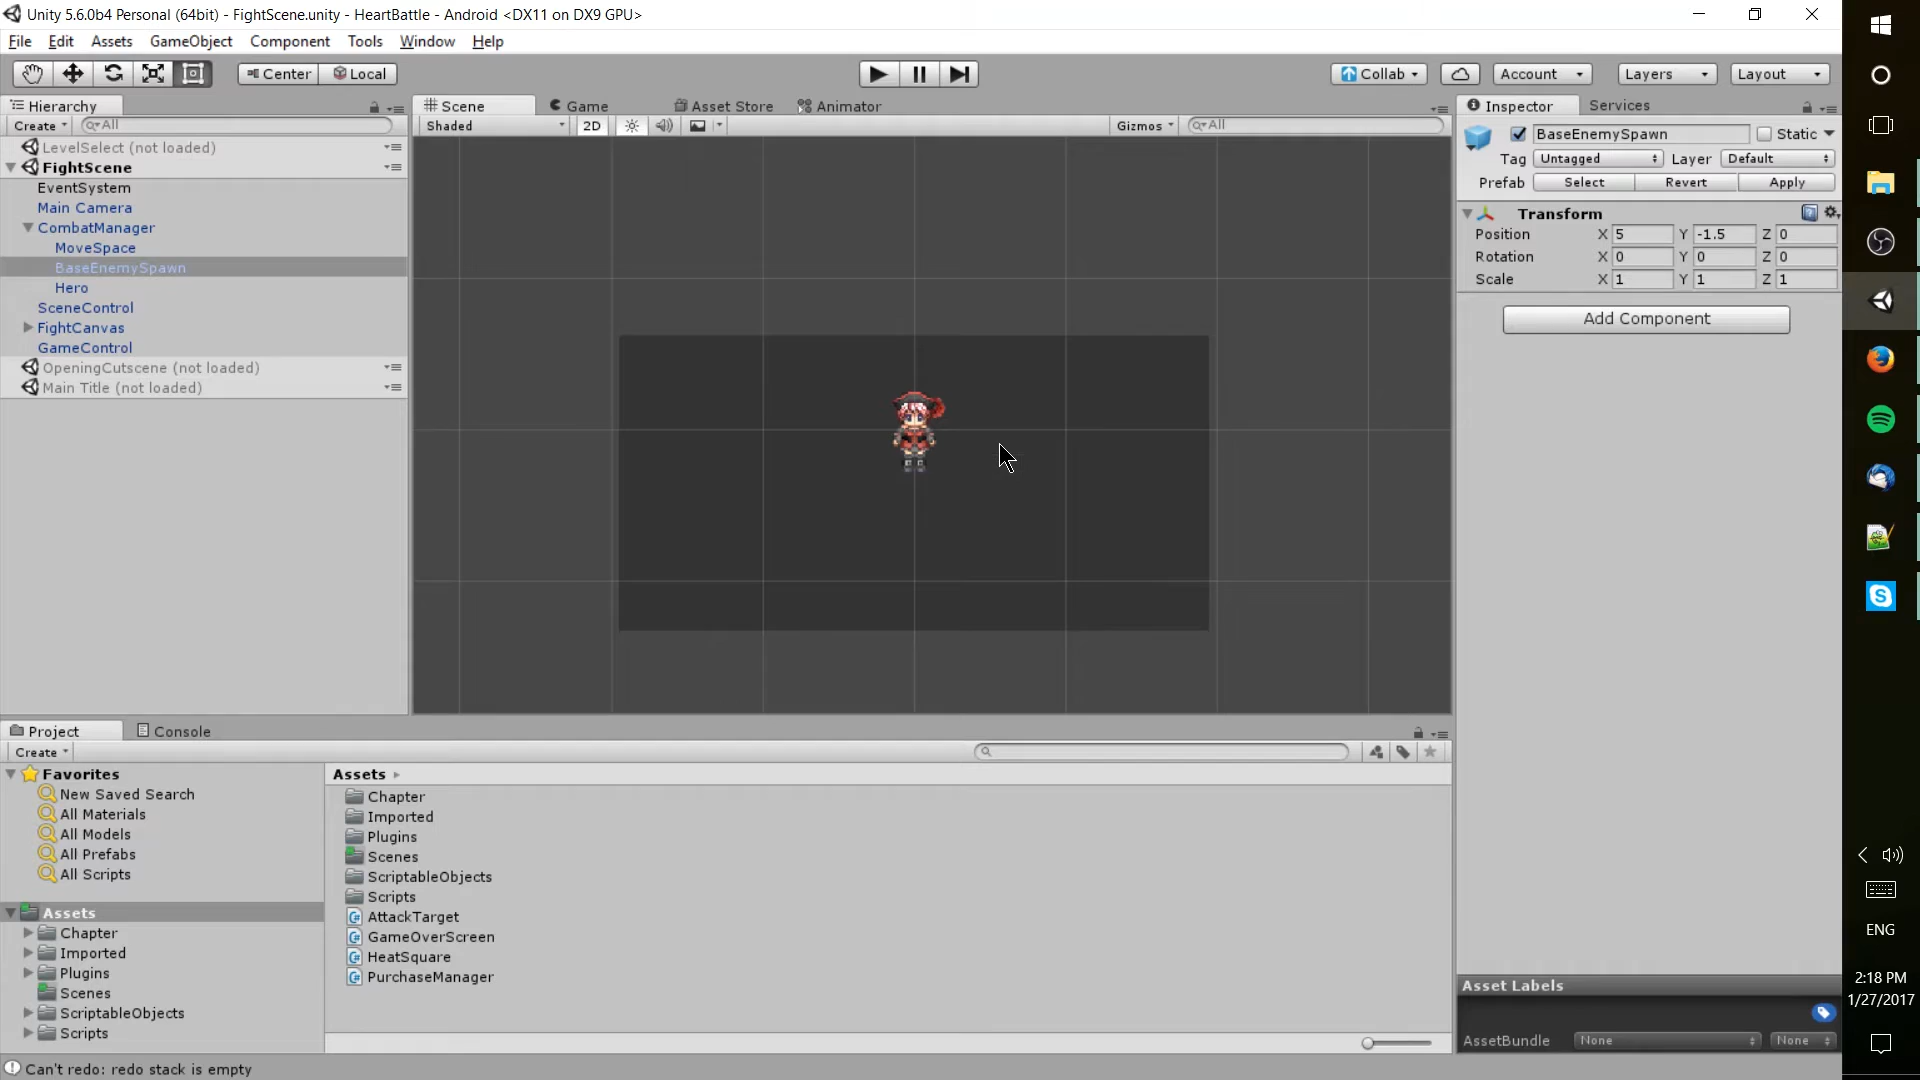 Unity 5.6.0b4 Personal (64bit) - FightScene.unity - HeartBattle - Android <DX11 on DX9 GPU>
File Edit Assets GameObject Component Tools Window Help
Center Local Collab Account Layers Layout
Hierarchy
Create All
LevelSelect (not loaded)
FightScene
EventSystem
Main Camera
CombatManager
MoveSpace
BaseEnemySpawn
Hero
SceneControl
FightCanvas
GameControl
OpeningCutscene (not loaded)
Main Title (not loaded)
Scene Game Asset Store Animator
Shaded 2D Gizmos All
Inspector Services
BaseEnemySpawn Static
Tag Untagged Layer Default
Prefab Select Revert Apply
Transform
Position X 5 Y -1.5 Z 0
Rotation X 0 Y 0 Z 0
Scale X 1 Y 1 Z 1
Add Component
Project Console
Create
Favorites
New Saved Search
All Materials
All Models
All Prefabs
All Scripts
Assets
Chapter
Imported
Plugins
Scenes
ScriptableObjects
Scripts
Assets
Chapter
Imported
Plugins
Scenes
ScriptableObjects
Scripts
AttackTarget
GameOverScreen
HeatSquare
PurchaseManager
Asset Labels
AssetBundle None None
Can't redo: redo stack is empty
ENG
2:18 PM
1/27/2017